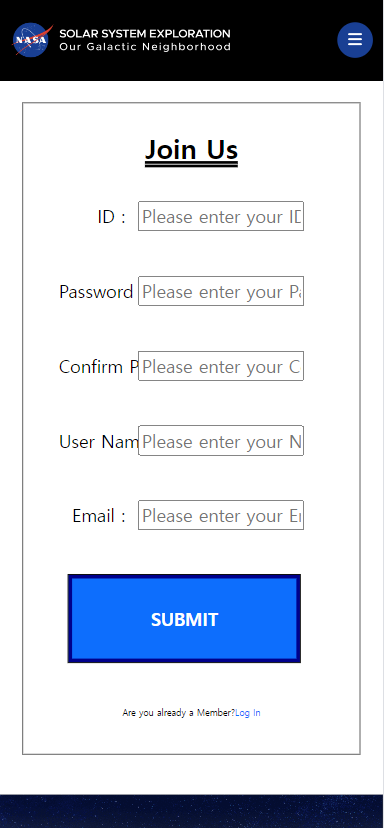 NASA
SOLAR SYSTEM EXPLORATION
Our Galactic Neighborhood
Join Us
ID : Please enter your ID
Password Please enter your Pa
Confirm P Please enter your C
User Nam Please enter your N
Email : Please enter your En
SUBMIT
Are you already a Member?Log In